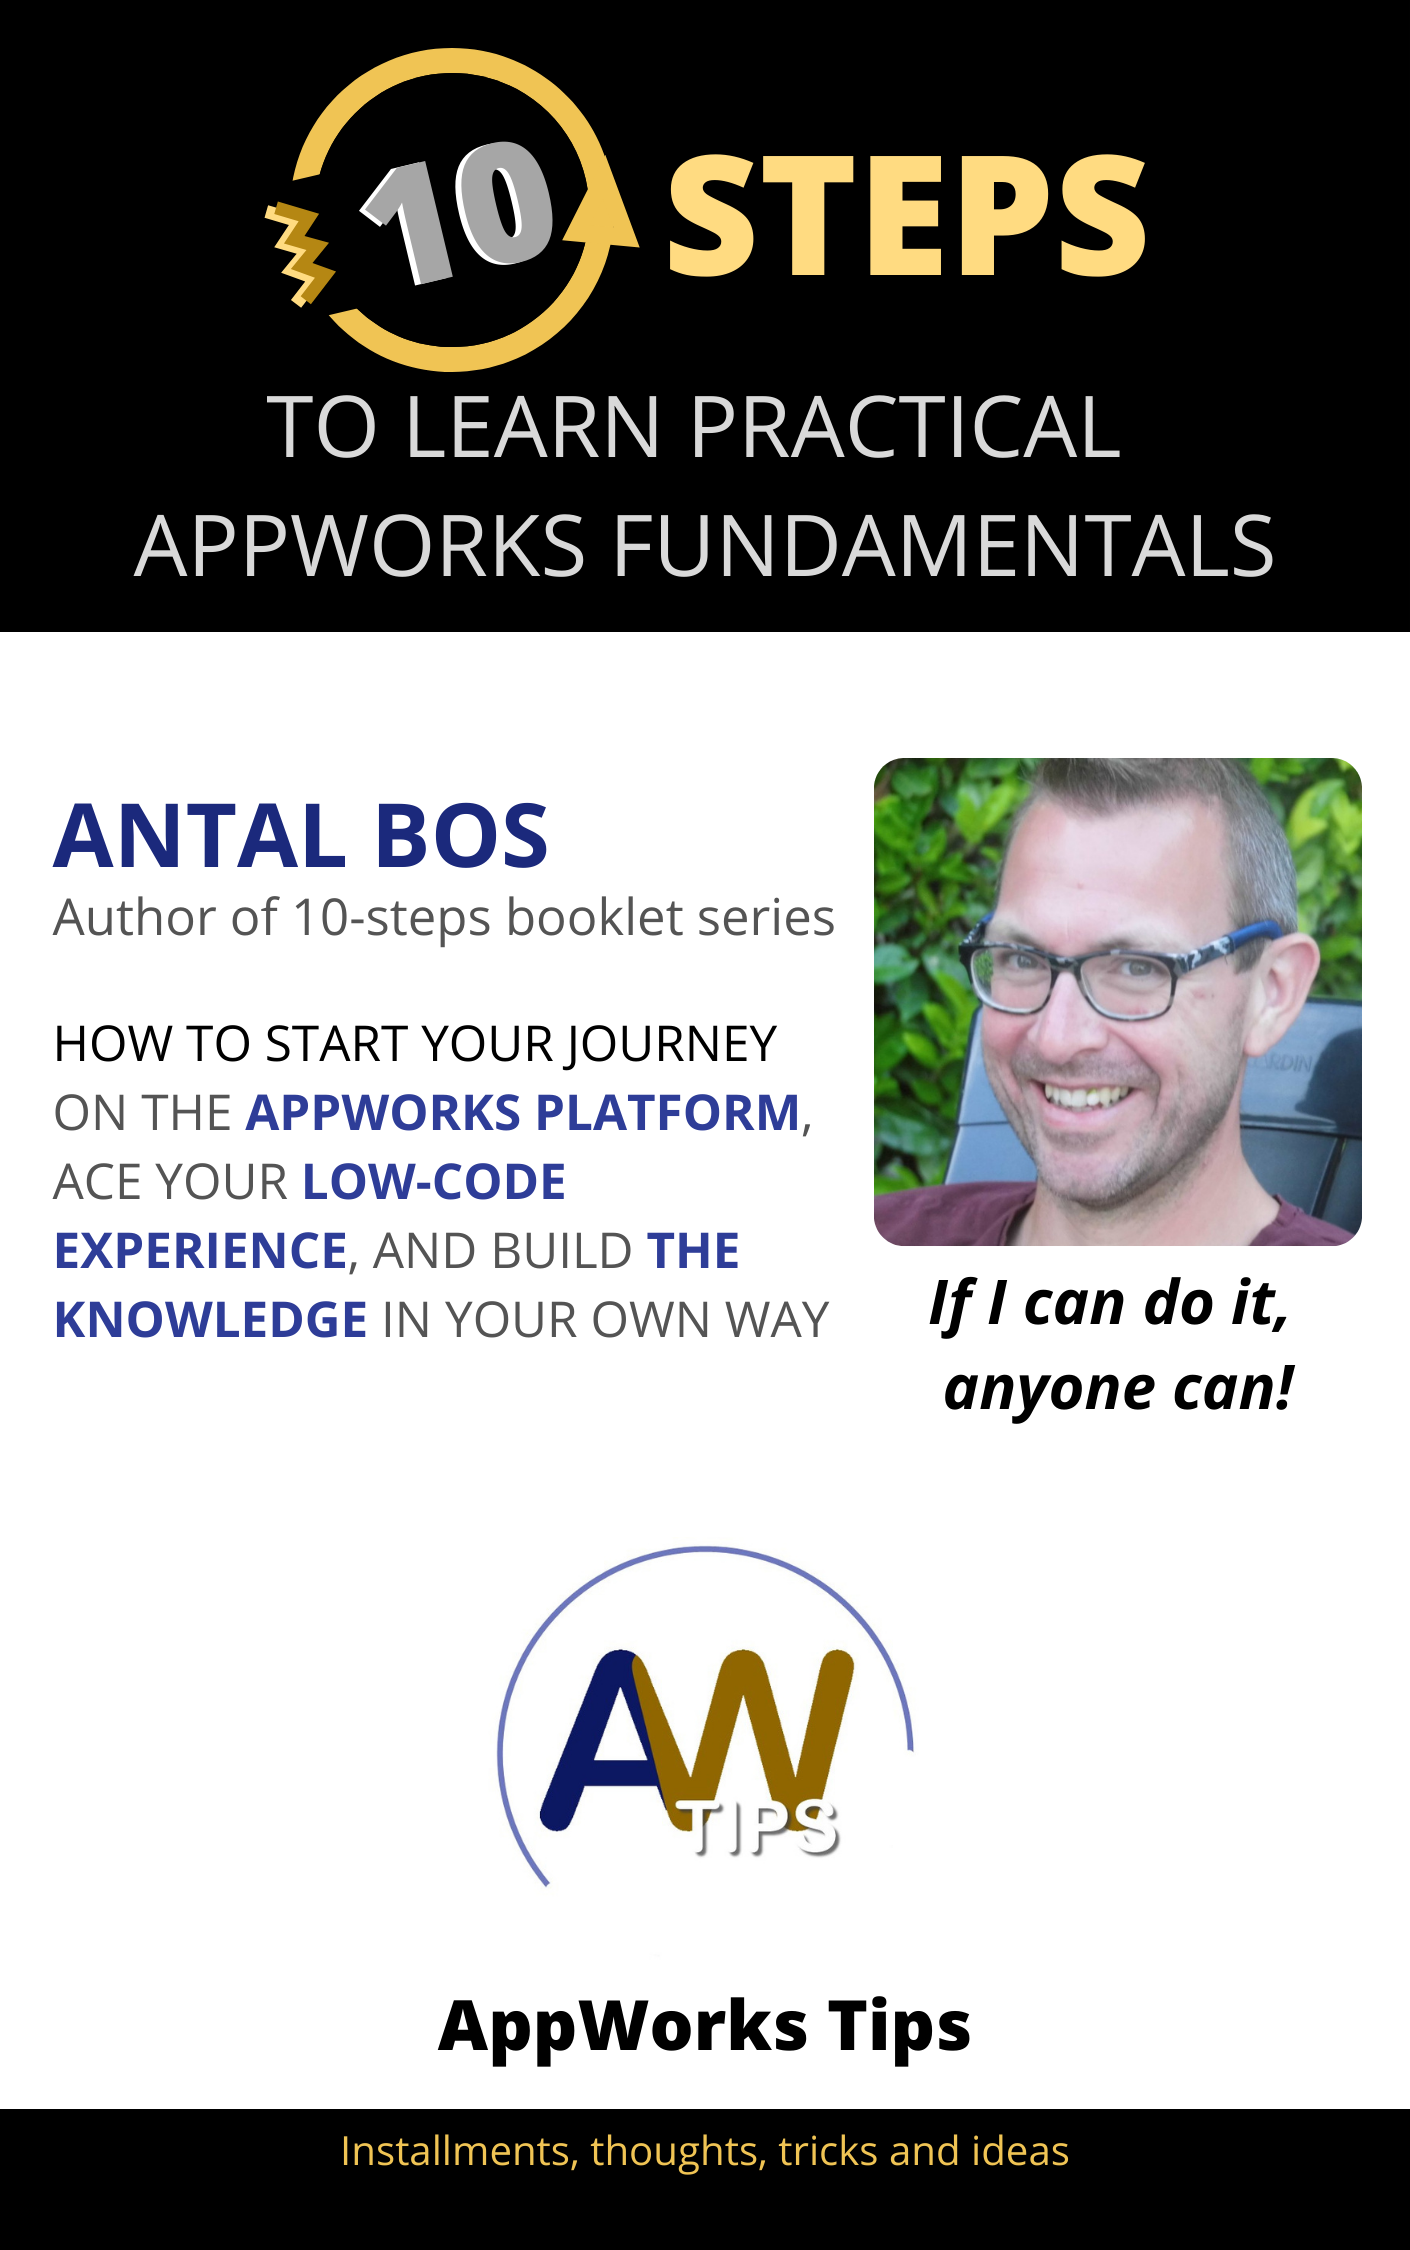 10 STEPS
TO LEARN PRACTICAL
APPWORKS FUNDAMENTALS
ANTAL BOS
Author of 10-steps booklet series
HOW TO START YOUR JOURNEY
ON THE APPWORKS PLATFORM,
ACE YOUR LOW-CODE
EXPERIENCE, AND BUILD THE
KNOWLEDGE IN YOUR OWN WAY
If I can do it,
anyone can!
AW
TIPS
AppWorks Tips
Installments, thoughts, tricks and ideas